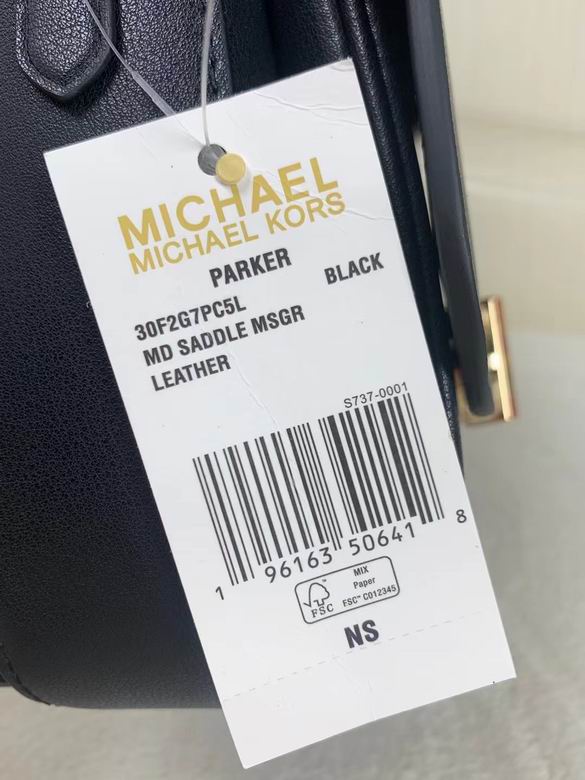 MICHAEL
MICHAEL KORS
PARKER
BLACK
30F2G7PC5L
MD SADDLE MSGR
LEATHER
S737-0001
1 96163 50641 8
MIX
Paper
FSC
FSC™ C012345
NS